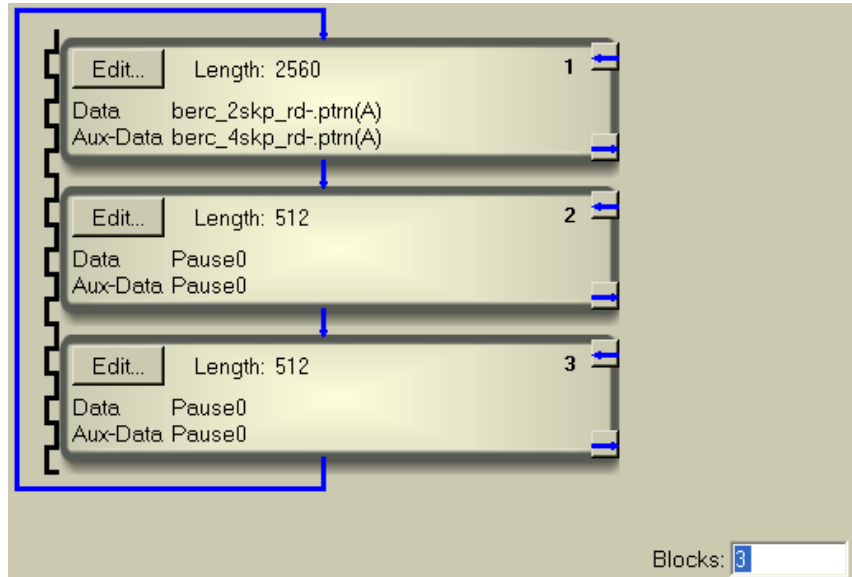 Edit... Length: 2560 1
Data berc_2skp_rd-.ptrn(A)
Aux-Data berc_4skp_rd-.ptrn(A)
Edit... Length: 512 2
Data Pause0
Aux-Data Pause0
Edit... Length: 512 3
Data Pause0
Aux-Data Pause0
Blocks: 3